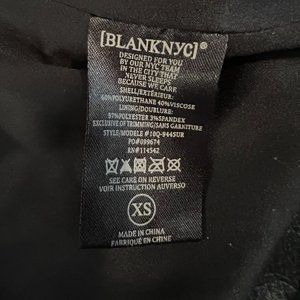 [BLANKNYC]®
DESIGNED FOR YOU
BY OUR NYC TEAM
IN THE CITY THAT
NEVER SLEEPS
BECAUSE WE CARE
SHELL/EXTÉRIEUR:
60%POLYURETHANE 40%VISCOSE
LINING/DOUBLURE:
97%POLYESTER 3%SPANDEX
EXCLUSIVE OF TRIMMING/SANS GARNITURE
STYLE/MODELE #10Q-9445UR
PO#099674
RN#114542
SEE CARE ON REVERSE
VOIR INSTRUCTION AUVERSO
XS
MADE IN CHINA
FABRIQUÉ EN CHINE